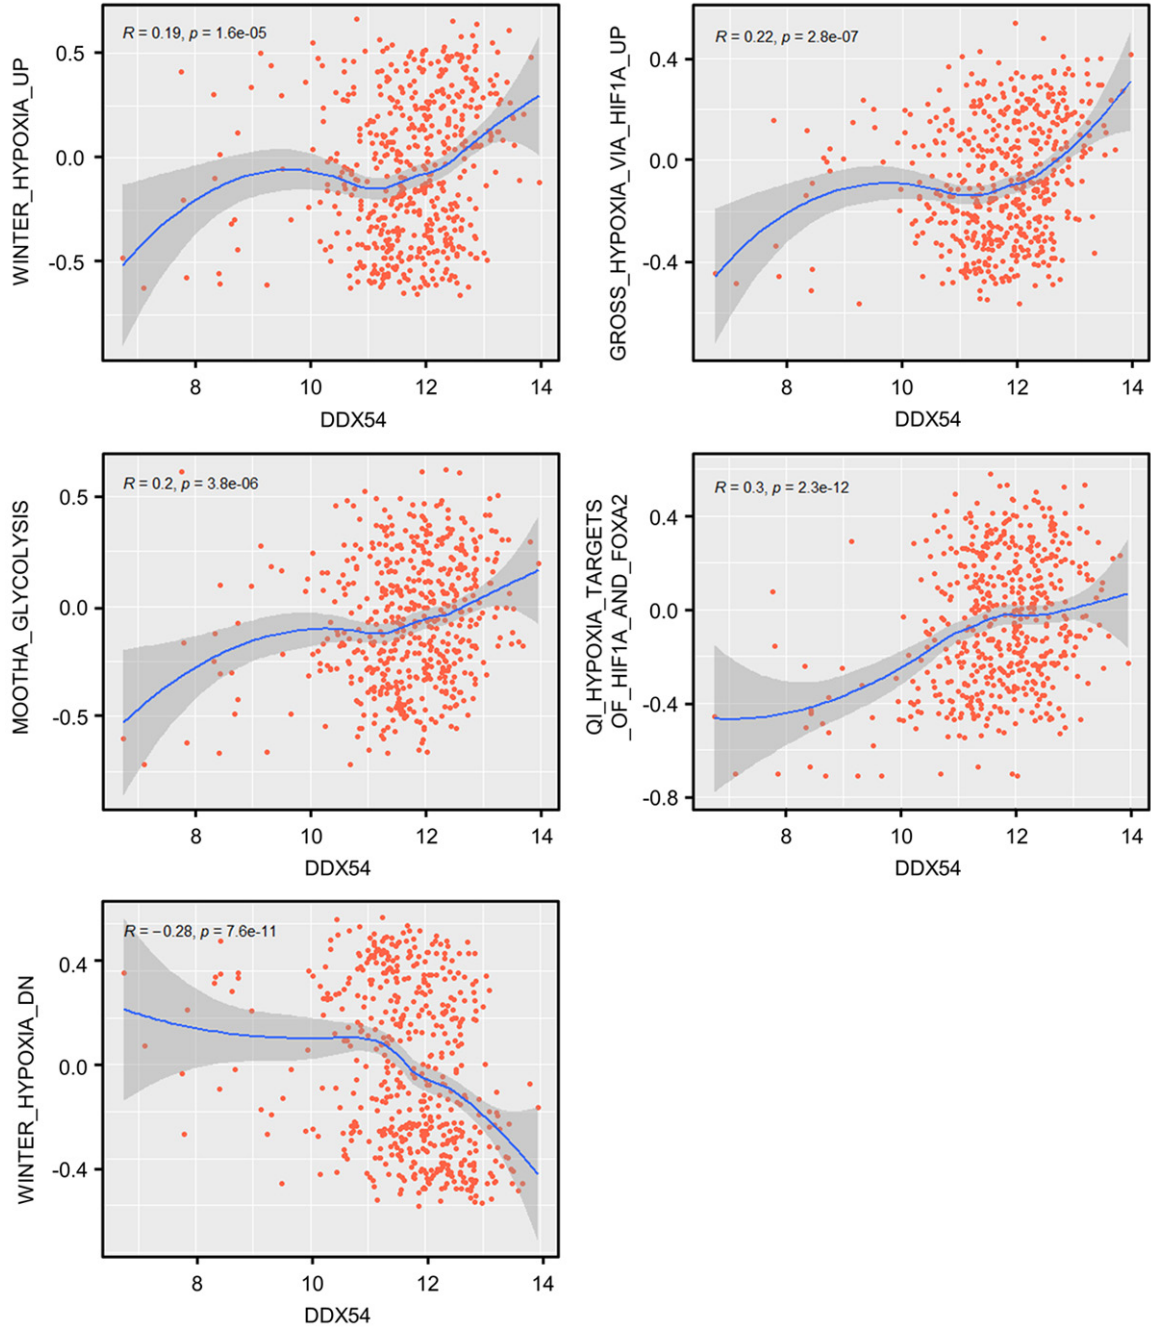 WINTER_HYPOXIA_UP
R = 0.19, p = 1.6e-05
0.5
0.0
-0.5
8 10 12 14
DDX54
GROSS_HYPOXIA_VIA_HIF1A_UP
R = 0.22, p = 2.8e-07
0.4
0.0
-0.4
8 10 12 14
DDX54
MOOTHA_GLYCOLYSIS
R = 0.2, p = 3.8e-06
0.5
0.0
-0.5
8 10 12 14
DDX54
QI_HYPOXIA_TARGETS
_OF_HIF1A_AND_FOXA2
R = 0.3, p = 2.3e-12
0.4
0.0
-0.4
-0.8
8 10 12 14
DDX54
WINTER_HYPOXIA_DN
R = −0.28, p = 7.6e-11
0.4
0.0
-0.4
8 10 12 14
DDX54